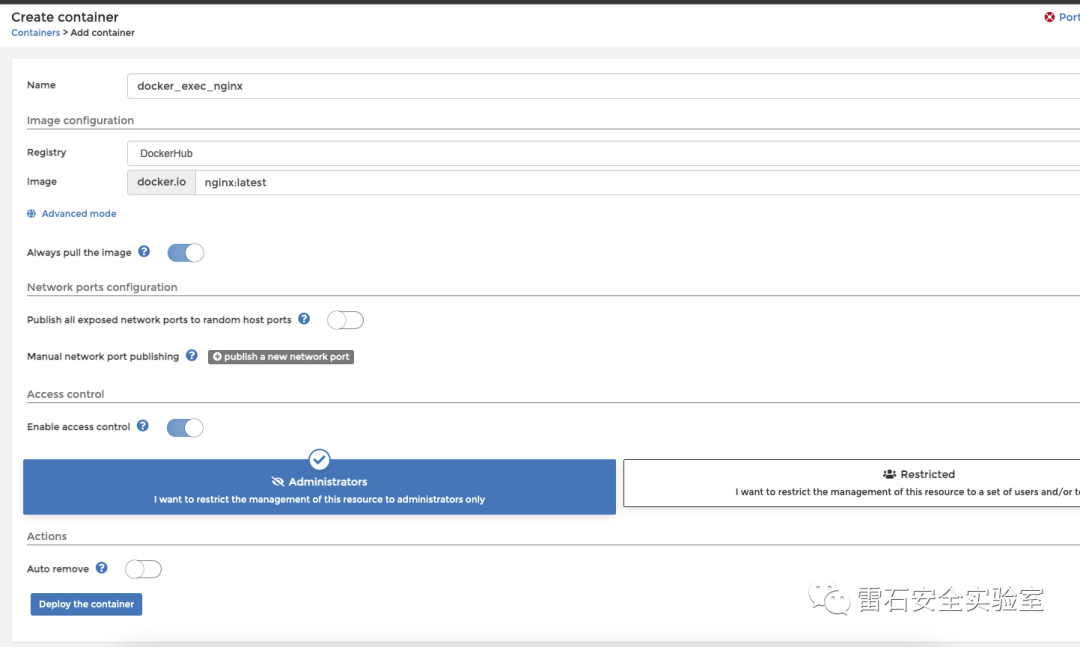 Create container
Port
Containers > Add container
Name
docker_exec_nginx
Image configuration
Registry
DockerHub
Image
docker.io
nginx:latest
Advanced mode
Always pull the image
Network ports configuration
Publish all exposed network ports to random host ports
Manual network port publishing
publish a new network port
Access control
Enable access control
Administrators
I want to restrict the management of this resource to administrators only
Restricted
I want to restrict the management of this resource to a set of users and/or te
Actions
Auto remove
Deploy the container
雷石安全实验室